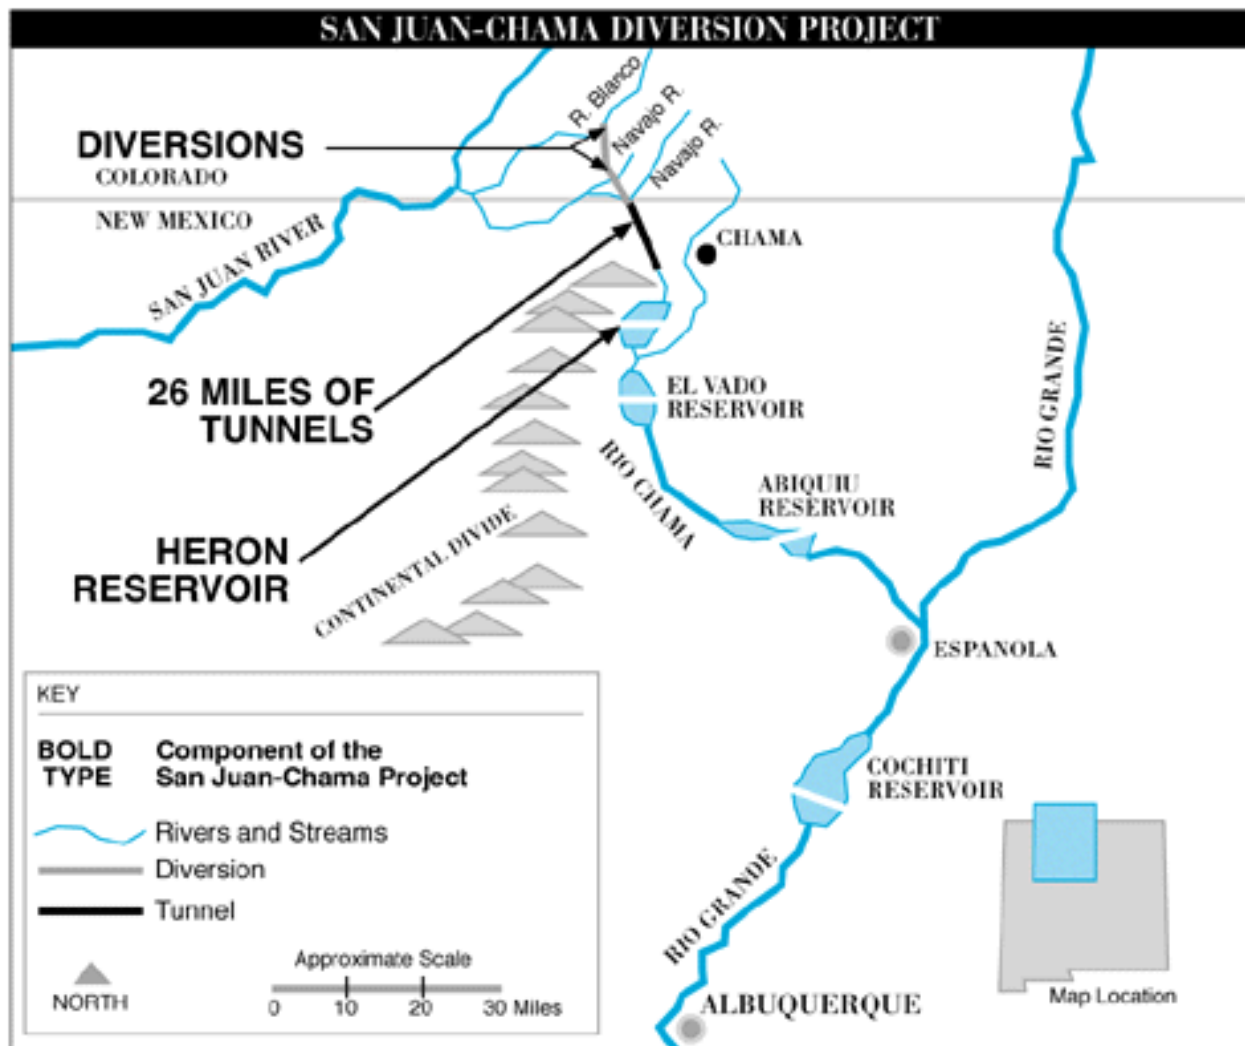 SAN JUAN-CHAMA DIVERSION PROJECT
R. Blanco
Navajo R.
Navajo R.
DIVERSIONS
COLORADO
NEW MEXICO
SAN JUAN RIVER
CHAMA
26 MILES OF
TUNNELS
EL VADO
RESERVOIR
RIO GRANDE
RIO CHAMA
ABIQUIU
RESERVOIR
HERON
RESERVOIR
CONTINENTAL DIVIDE
ESPANOLA
COCHITI
RESERVOIR
RIO GRANDE
ALBUQUERQUE
KEY
BOLD TYPE Component of the
San Juan-Chama Project
Rivers and Streams
Diversion
Tunnel
NORTH
Approximate Scale
0 10 20 30 Miles
Map Location